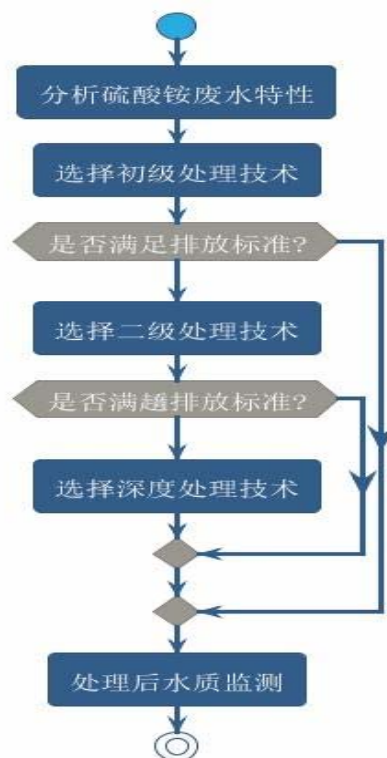 分析硫酸铵废水特性
选择初级处理技术
是否满足排放标准?
选择二级处理技术
是否满趟排放标准?
选择深度处理技术
处理后水质监测